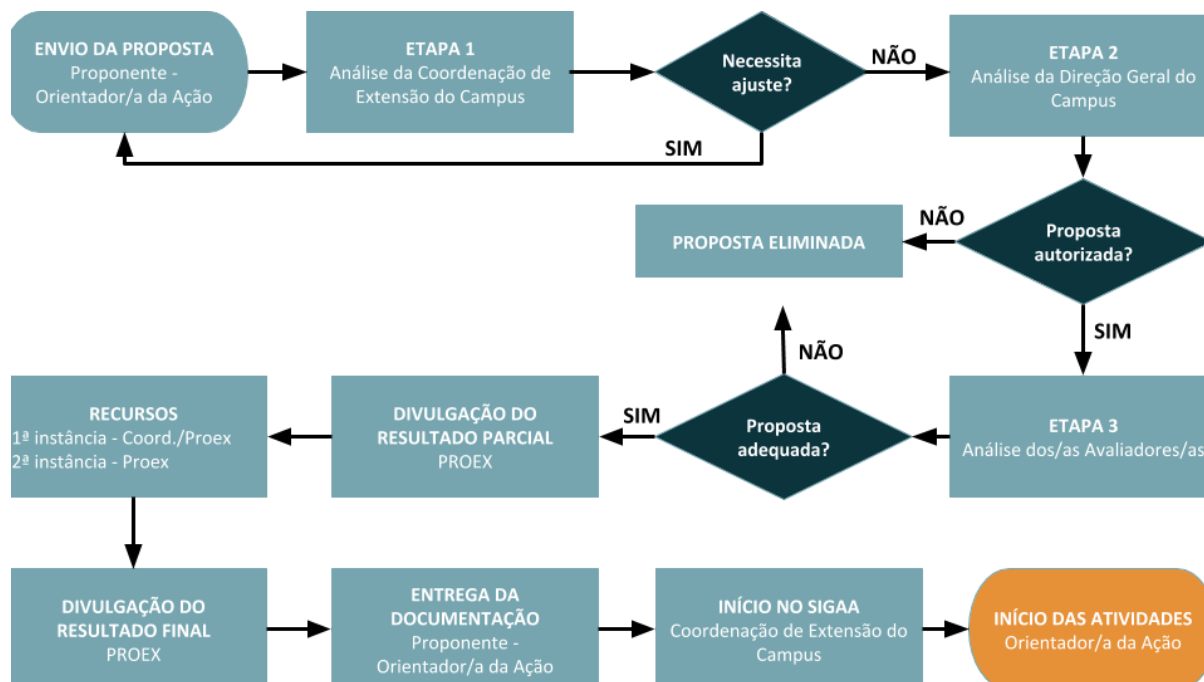 ENVIO DA PROPOSTA
Proponente -
Orientador/a da Ação
ETAPA 1
Análise da Coordenação de
Extensão do Campus
Necessita
ajuste?
NÃO
SIM
ETAPA 2
Análise da Direção Geral do
Campus
Proposta
autorizada?
NÃO
PROPOSTA ELIMINADA
SIM
ETAPA 3
Análise dos/as Avaliadores/as
Proposta
adequada?
NÃO
SIM
DIVULGAÇÃO DO
RESULTADO PARCIAL
PROEX
RECURSOS
1ª instância - Coord./Proex
2ª instância - Proex
DIVULGAÇÃO DO
RESULTADO FINAL
PROEX
ENTREGA DA
DOCUMENTAÇÃO
Proponente -
Orientador/a da Ação
INÍCIO NO SIGAA
Coordenação de Extensão do
Campus
INÍCIO DAS ATIVIDADES
Orientador/a da Ação